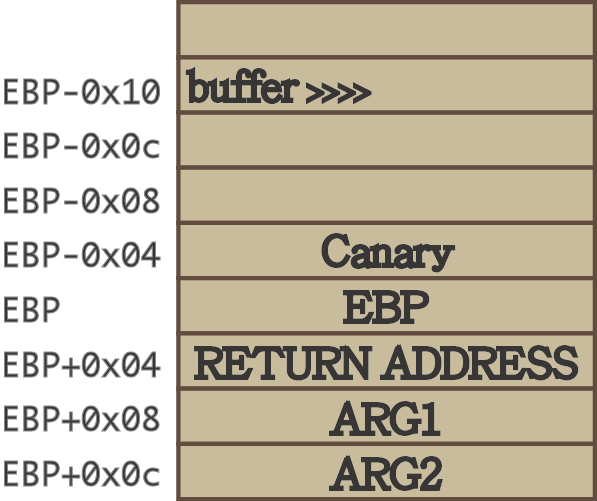 EBP-0x10 buffer >>>>
EBP-0x0c
EBP-0x08
EBP-0x04 Canary
EBP EBP
EBP+0x04 RETURN ADDRESS
EBP+0x08 ARG1
EBP+0x0c ARG2